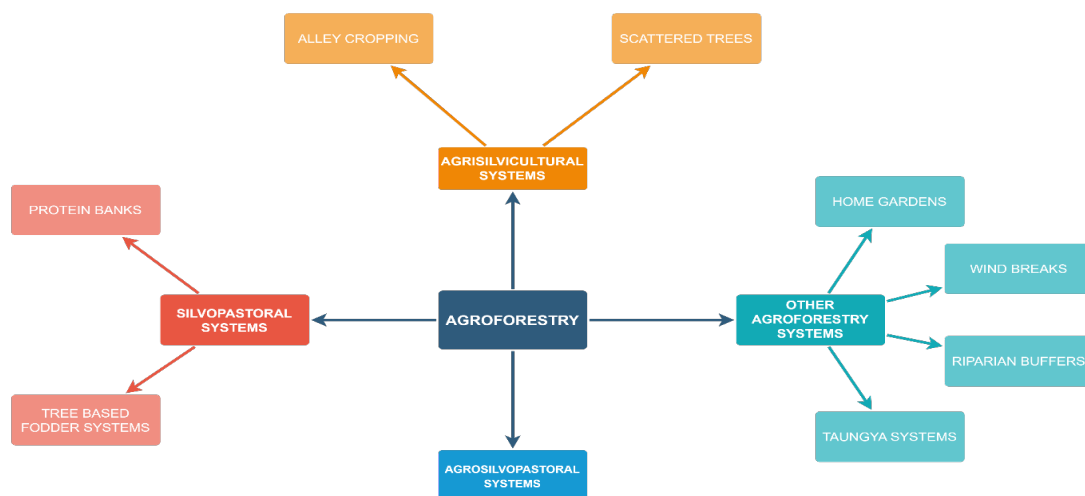 ALLEY CROPPING
SCATTERED TREES
AGRISILVICULTURAL
SYSTEMS
PROTEIN BANKS
HOME GARDENS
WIND BREAKS
SILVOPASTORAL
SYSTEMS
AGROFORESTRY
OTHER
AGROFORESTRY
SYSTEMS
RIPARIAN BUFFERS
TREE BASED
FODDER SYSTEMS
TAUNGYA SYSTEMS
AGROSILVOPASTORAL
SYSTEMS